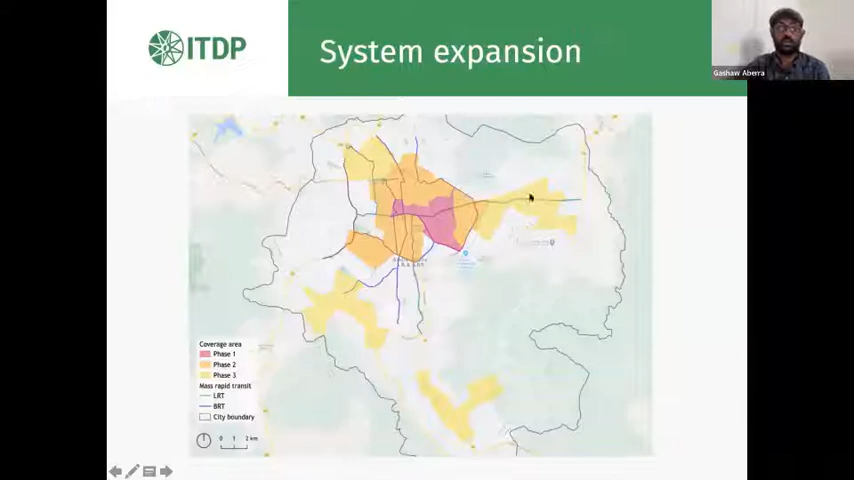 ITDP
System expansion
Gashaw Aberra
Coverage area
Phase 1
Phase 2
Phase 3
Mass rapid transit
LRT
BRT
City boundary
0 1 2 km